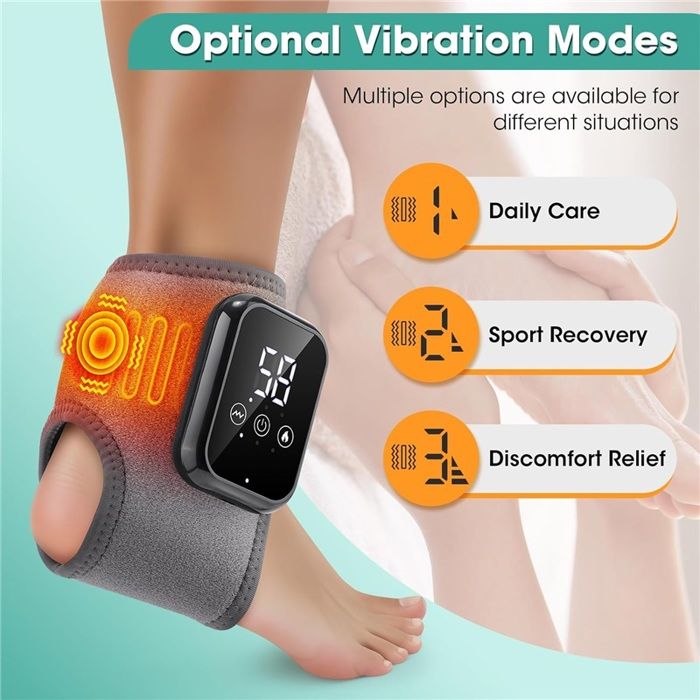 Optional Vibration Modes
Multiple options are available for
different situations
1 Daily Care
2 Sport Recovery
3 Discomfort Relief
58